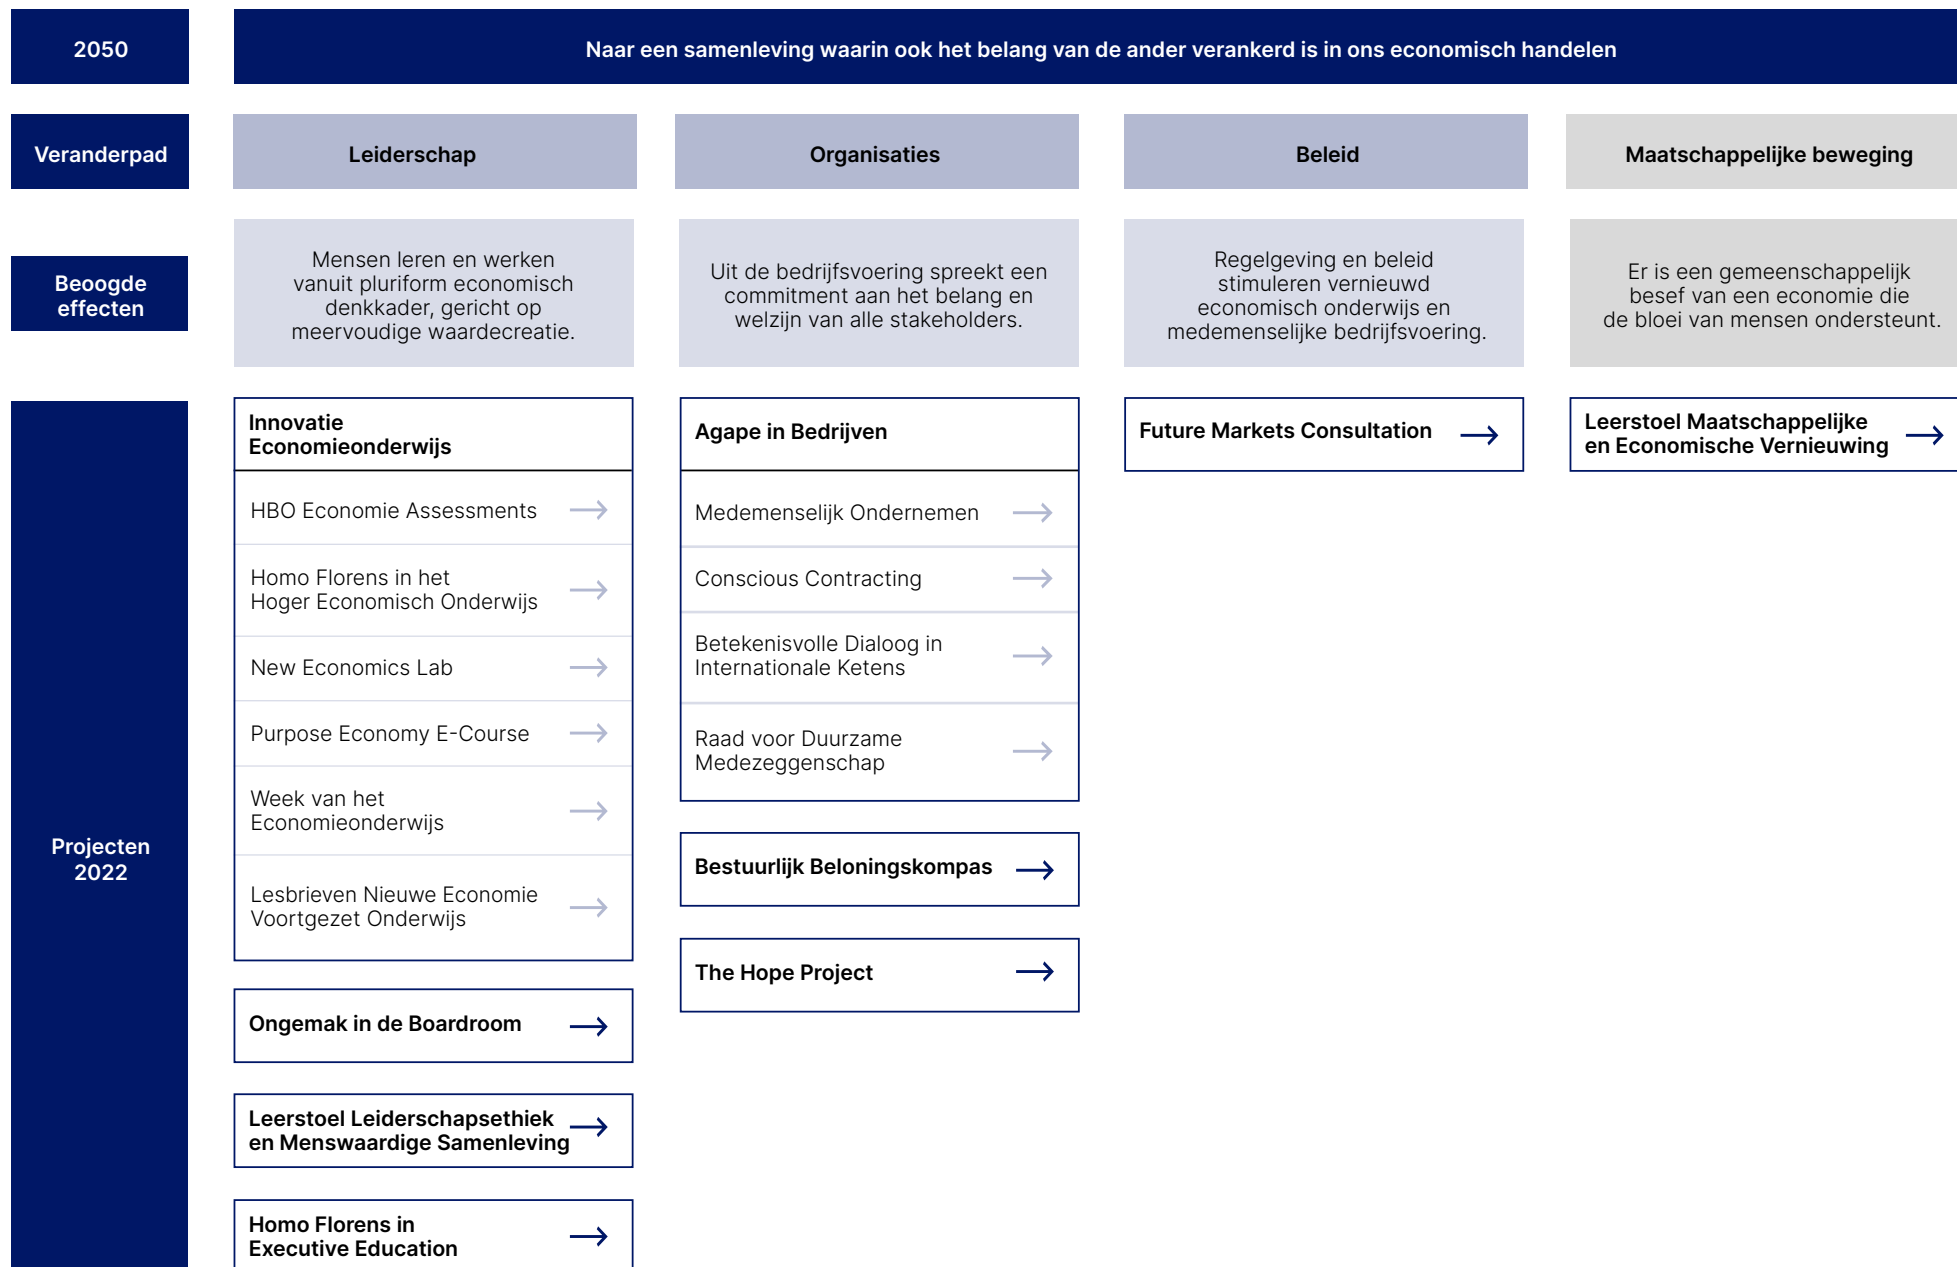 2050
Naar een samenleving waarin ook het belang van de ander verankerd is in ons economisch handelen
Veranderpad
Leiderschap
Organisaties
Beleid
Maatschappelijke beweging
Beoogde
effecten
Mensen leren en werken
vanuit pluriform economisch
denkkader, gericht op
meervoudige waardecreatie.
Uit de bedrijfsvoering spreekt een
commitment aan het belang en
welzijn van alle stakeholders.
Regelgeving en beleid
stimuleren vernieuwd
economisch onderwijs en
medemenselijke bedrijfsvoering.
Er is een gemeenschappelijk
besef van een economie die
de bloei van mensen ondersteunt.
Projecten
2022
Innovatie
Economieonderwijs
HBO Economie Assessments
Homo Florens in het
Hoger Economisch Onderwijs
New Economics Lab
Purpose Economy E-Course
Week van het
Economieonderwijs
Lesbrieven Nieuwe Economie
Voortgezet Onderwijs
Ongemak in de Boardroom
Leerstoel Leiderschapsethiek
en Menswaardige Samenleving
Homo Florens in
Executive Education
Agape in Bedrijven
Medemenselijk Ondernemen
Conscious Contracting
Betekenisvolle Dialoog in
Internationale Ketens
Raad voor Duurzame
Medezeggenschap
Bestuurlijk Beloningskompas
The Hope Project
Future Markets Consultation
Leerstoel Maatschappelijke
en Economische Vernieuwing